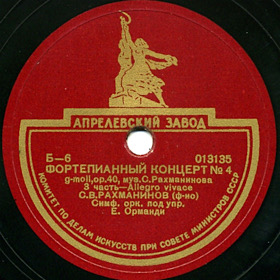 АПРЕЛЕВСКИЙ ЗАВОД
Б—6 013135
ФОРТЕПИАННЫЙ КОНЦЕРТ № 4
g-moll, op.40, муз. С. Рахманинова
3 часть—Allegro vivace
С.В.РАХМАНИНОВ (ф-но)
Симф. орк. под упр.
Е. Орманди
КОМИТЕТ ПО ДЕЛАМ ИСКУССТВ ПРИ СОВЕТЕ МИНИСТРОВ СССР